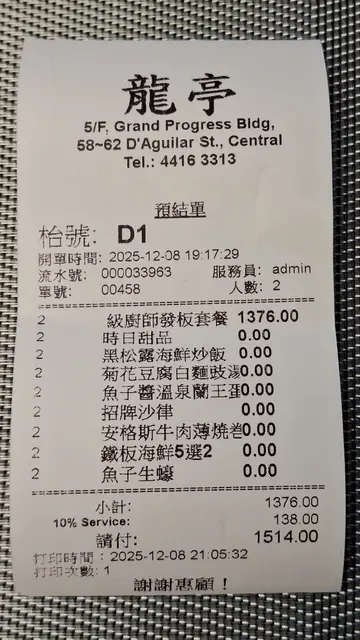 龍亭
5/F, Grand Progress Bldg,
58~62 D'Aguilar St., Central
Tel.: 4416 3313
預結單
枱號: D1
開單時間: 2025-12-08 19:17:29
流水號: 000033963 服務員: admin
單號: 00458 人數: 2
2 級廚師發板套餐 1376.00
2 時日甜品 0.00
2 黑松露海鮮炒飯 0.00
2 菊花豆腐白麵豉湯0.00
2 魚子醬溫泉蘭王蛋0.00
2 招牌沙律 0.00
2 安格斯牛肉薄燒卷0.00
2 鐵板海鮮5選2 0.00
2 魚子生蠔 0.00
小計: 1376.00
10% Service: 138.00
請付: 1514.00
打印時間: 2025-12-08 21:05:32
打印次數: 1
謝謝惠顧！